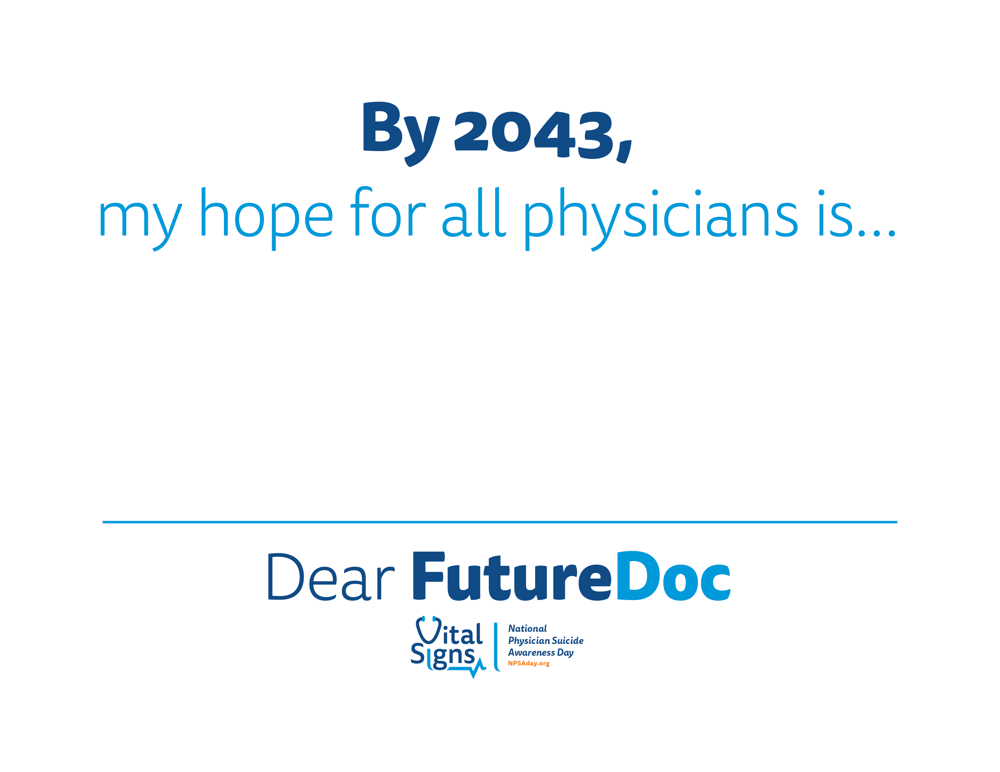 By 2043,
my hope for all physicians is...
Dear FutureDoc
Vital
Signs
National
Physician Suicide
Awareness Day
NPSAday.org